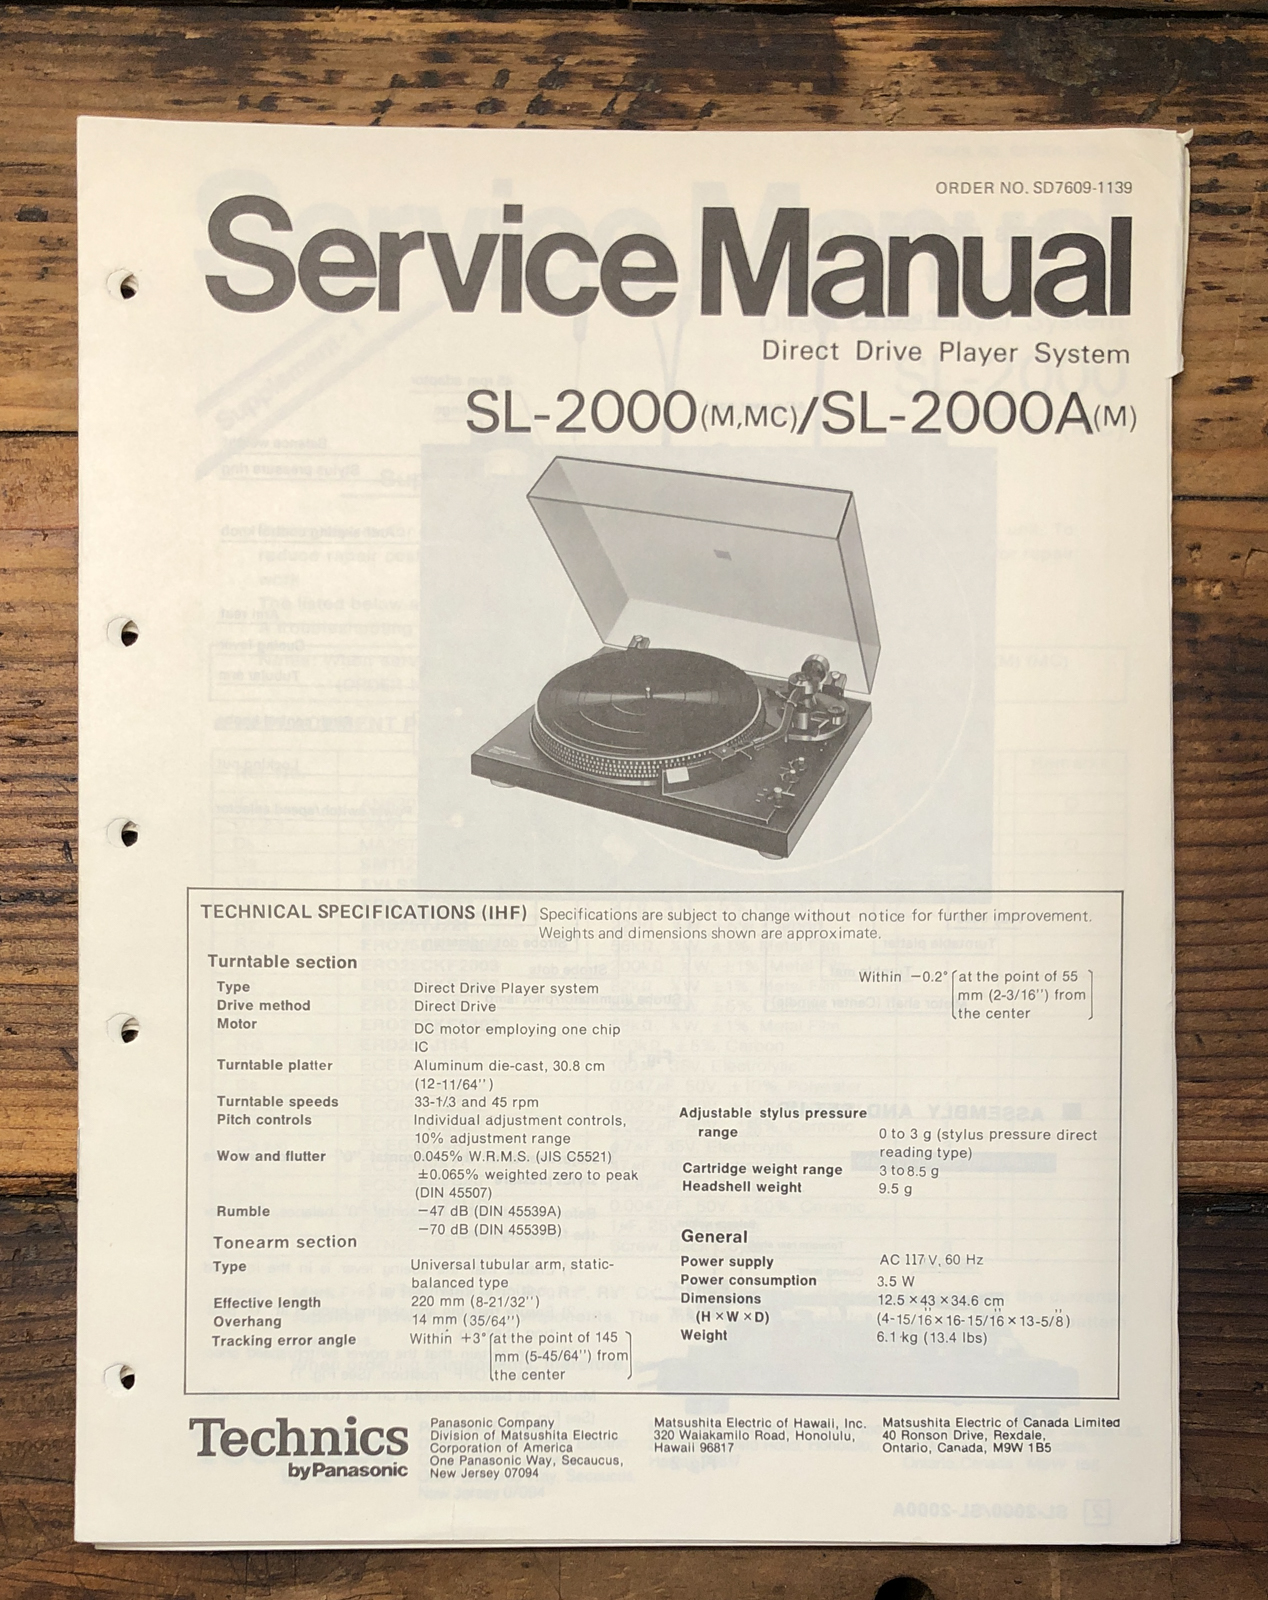 ORDER NO. SD7609-1139
Service Manual
Direct Drive Player System
SL-2000(M,MC)/SL-2000A(M)
TECHNICAL SPECIFICATIONS (IHF) Specifications are subject to change without notice for further improvement.
Weights and dimensions shown are approximate.
Turntable section
Type Direct Drive Player system
Drive method Direct Drive
Motor DC motor employing one chip
IC
Turntable platter Aluminum die-cast, 30.8 cm
(12-11/64'')
Turntable speeds 33-1/3 and 45 rpm
Pitch controls Individual adjustment controls,
10% adjustment range
Wow and flutter 0.045% W.R.M.S. (JIS C5521)
±0.065% weighted zero to peak
(DIN 45507)
Rumble −47 dB (DIN 45539A)
−70 dB (DIN 45539B)
Tonearm section
Type Universal tubular arm, static-
balanced type
Effective length 220 mm (8-21/32'')
Overhang 14 mm (35/64'')
Tracking error angle Within +3° at the point of 145
mm (5-45/64'') from
the center
Within −0.2° at the point of 55
mm (2-3/16'') from
the center
Adjustable stylus pressure
range 0 to 3 g (stylus pressure direct
reading type)
Cartridge weight range 3 to 8.5 g
Headshell weight 9.5 g
General
Power supply AC 117 V, 60 Hz
Power consumption 3.5 W
Dimensions 12.5 × 43 × 34.6 cm
(H × W × D) (4-15/16'' × 16-15/16'' × 13-5/8'')
Weight 6.1 kg (13.4 lbs)
Technics
by Panasonic
Panasonic Company
Division of Matsushita Electric
Corporation of America
One Panasonic Way, Secaucus,
New Jersey 07094
Matsushita Electric of Hawaii, Inc.
320 Waiakamilo Road, Honolulu,
Hawaii 96817
Matsushita Electric of Canada Limited
40 Ronson Drive, Rexdale,
Ontario, Canada, M9W 1B5